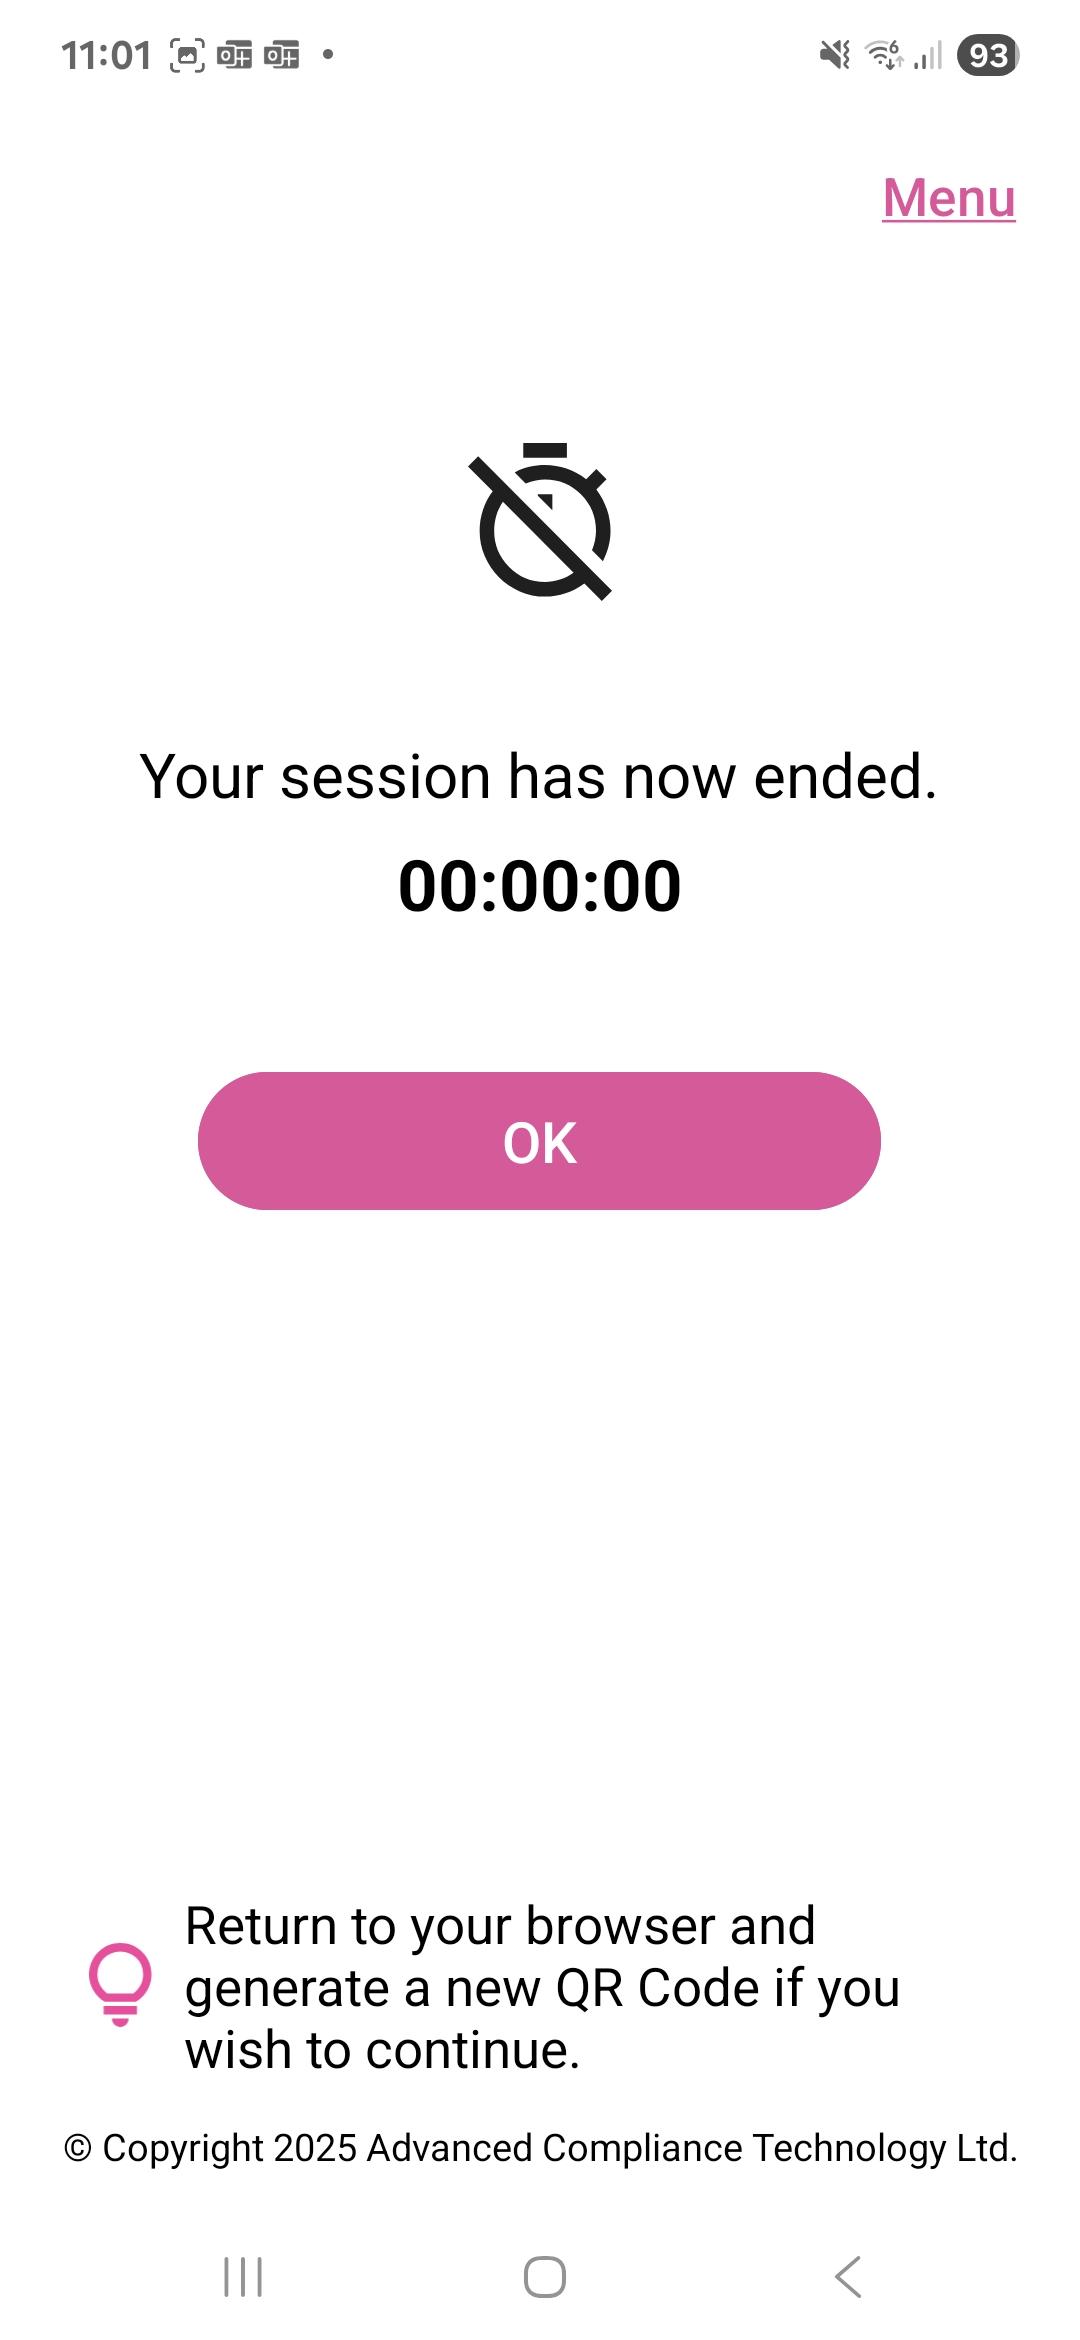 11:01
6
93
Menu
Your session has now ended.
00:00:00
OK
Return to your browser and
generate a new QR Code if you
wish to continue.
© Copyright 2025 Advanced Compliance Technology Ltd.